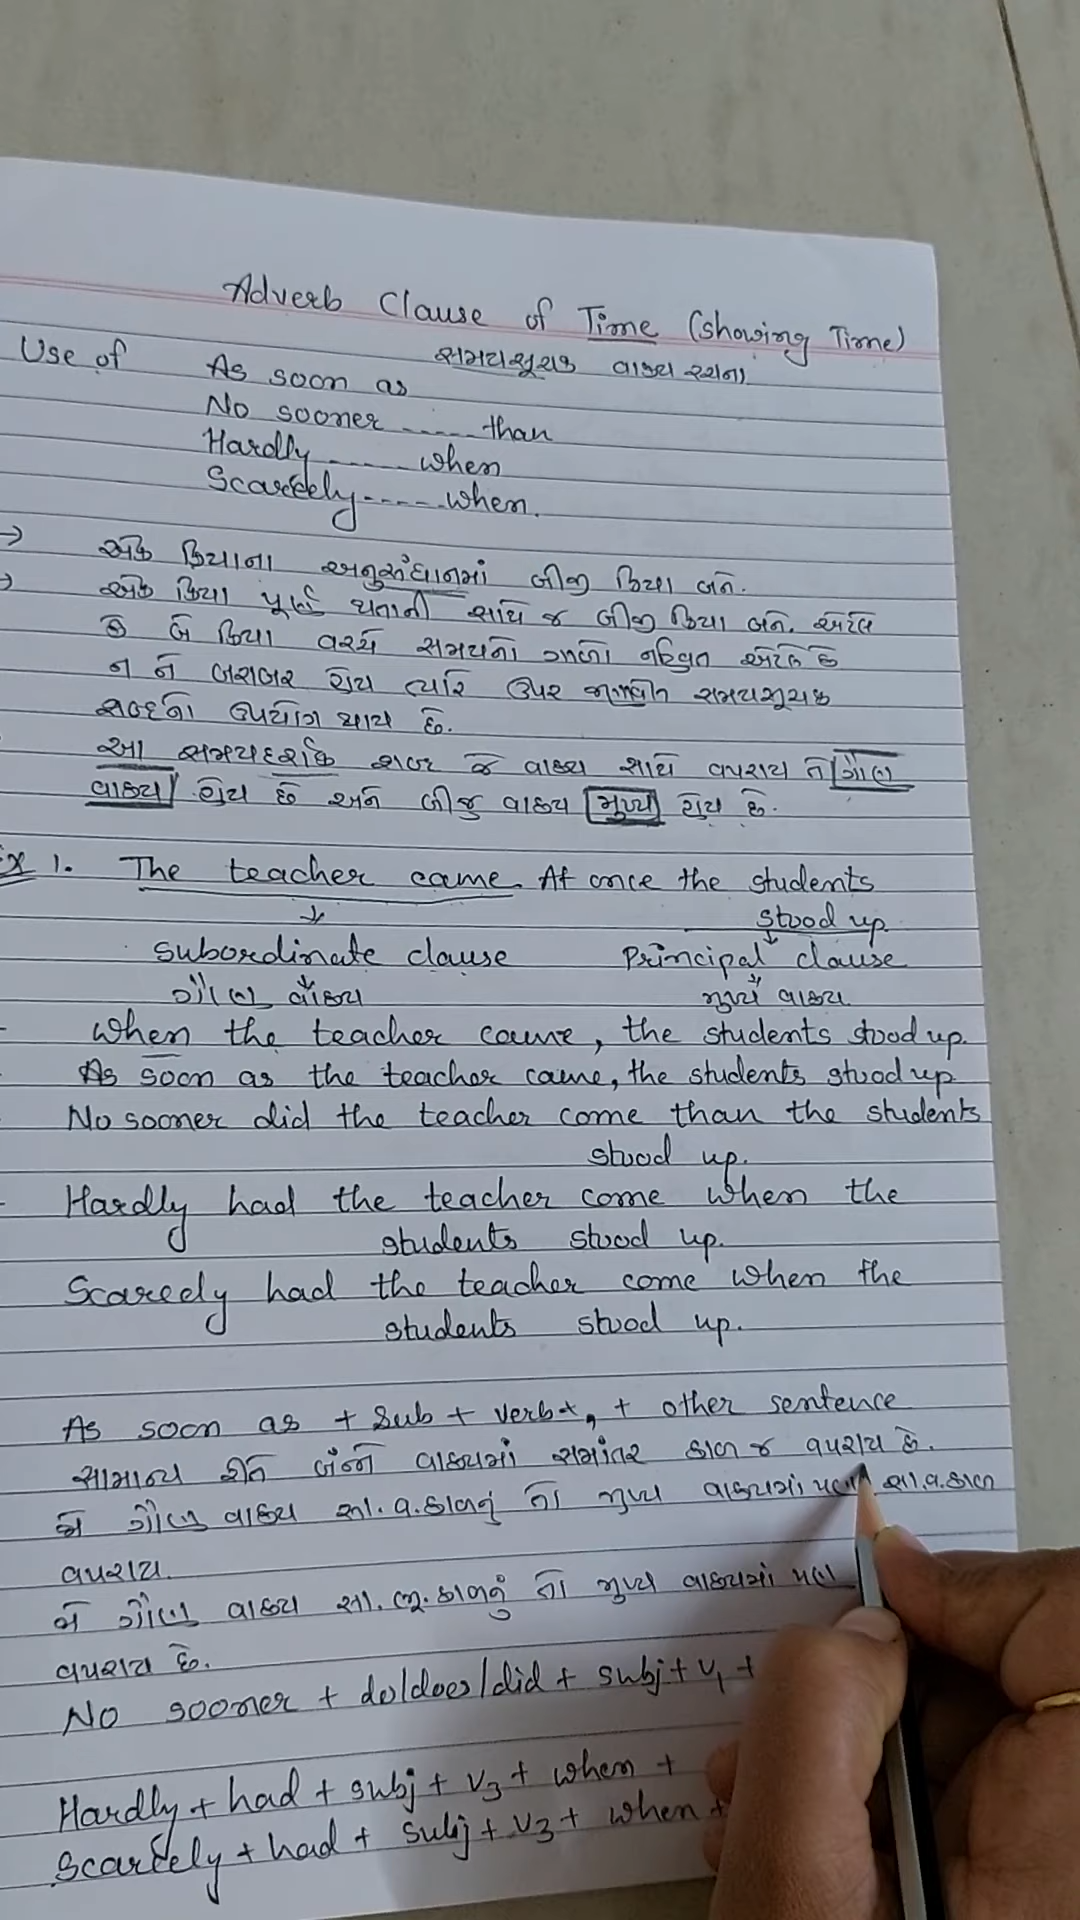 Adverb Clause of Time (showing Time)
સમયસૂચક વાક્ય રચના
Use of As soon as
No sooner ..... than
Hardly ...... when
Scarcely ..... when.
→ એક ક્રિયાના અનુસંધાનમાં બીજી ક્રિયા બને.
→ એક ક્રિયા પૂર્ણ થતાની સાથે જ બીજી ક્રિયા બને. એટલે
કે બે ક્રિયા વચ્ચે સમયનો ગાળો નહિવત એટલે કે
ન ને બરાબર હોય ત્યારે ઉપર મુજબ સમયસૂચક
શબ્દનો ઉપયોગ થાય છે.
આ સમયદર્શક શબ્દ જે વાક્ય સાથે વપરાય તે ગૌણ
વાક્ય હોય છે અને બીજુ વાક્ય મુખ્ય હોય છે.
Ex 1. The teacher came. At once the students
stood up.
subordinate clause Principal clause
ગૌણ વાક્ય મુખ્ય વાક્ય
When the teacher came, the students stood up.
As soon as the teacher came, the students stood up
No sooner did the teacher come than the students
stood up.
Hardly had the teacher come when the
students stood up.
Scarcely had the teacher come when the
students stood up.
As soon as + Sub + verb + , + other sentence
સામાન્ય રીતે બંને વાક્યમાં સમાંતર કાળ જ વપરાય છે.
જો ગૌણ વાક્ય સા. વ. કાળનું તો મુખ્ય વાક્યમાં પણ સા. વ. કાળ
વપરાય.
જો ગૌણ વાક્ય સા. ભૂ. કાળનું તો મુખ્ય વાક્યમાં પણ
વપરાય છે.
No sooner + do/does/did + subj + V1 +
Hardly + had + subj + V3 + when +
Scarcely + had + subj + V3 + when +